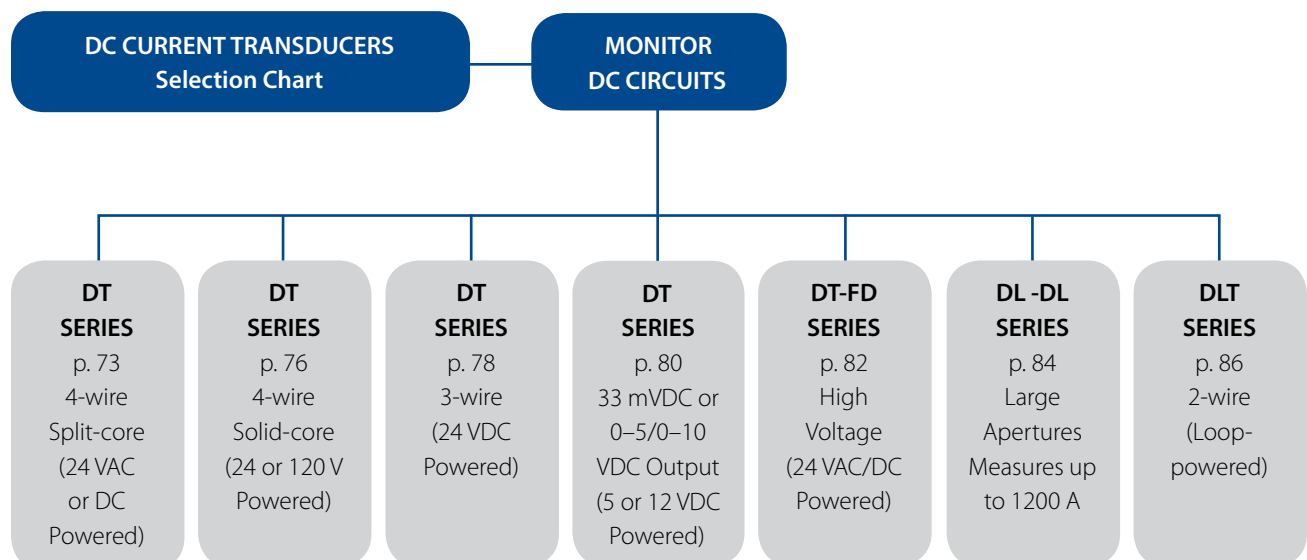 DC CURRENT TRANSDUCERS
Selection Chart
MONITOR
DC CIRCUITS
DT
SERIES
p. 73
4-wire
Split-core
(24 VAC
or DC
Powered)
DT
SERIES
p. 76
4-wire
Solid-core
(24 or 120 V
Powered)
DT
SERIES
p. 78
3-wire
(24 VDC
Powered)
DT
SERIES
p. 80
33 mVDC or
0–5/0–10
VDC Output
(5 or 12 VDC
Powered)
DT-FD
SERIES
p. 82
High
Voltage
(24 VAC/DC
Powered)
DL -DL
SERIES
p. 84
Large
Apertures
Measures up
to 1200 A
DLT
SERIES
p. 86
2-wire
(Loop-
powered)